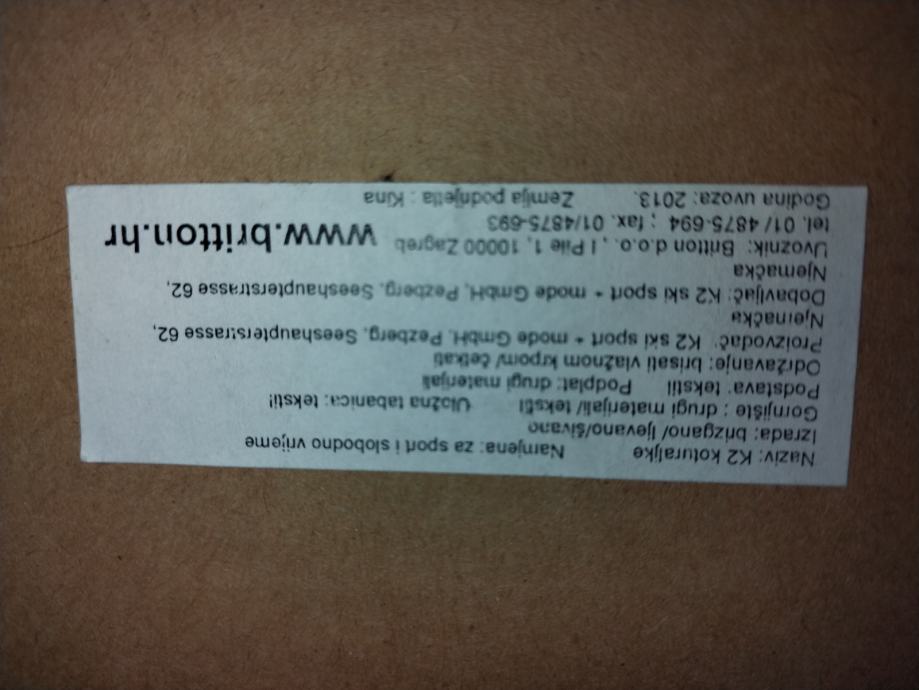 Naziv: K2 koturaljke Namjena: za sport i slobodno vrijeme
Izrada: brizgano/ ljevano/šivano
Gornjište : drugi materijali/ tekstil Uložna tabanica: tekstil
Podstava: tekstil Podplat: drugi materijali
Održavanje: brisati vlažnom krpom/ četkati
Proizvođač: K2 ski sport + mode GmbH, Pezberg, Seeshaupterstrasse 62,
Njemačka
Dobavljač: K2 ski sport + mode GmbH, Pezberg, Seeshaupterstrasse 62,
Njemačka
Uvoznik: Britton d.o.o. , I Pile 1, 10000 Zagreb
tel. 01/ 4875-694 ; fax. 01/4875-693
www.britton.hr
Godina uvoza: 2013. Zemlja podrijetla : Kina